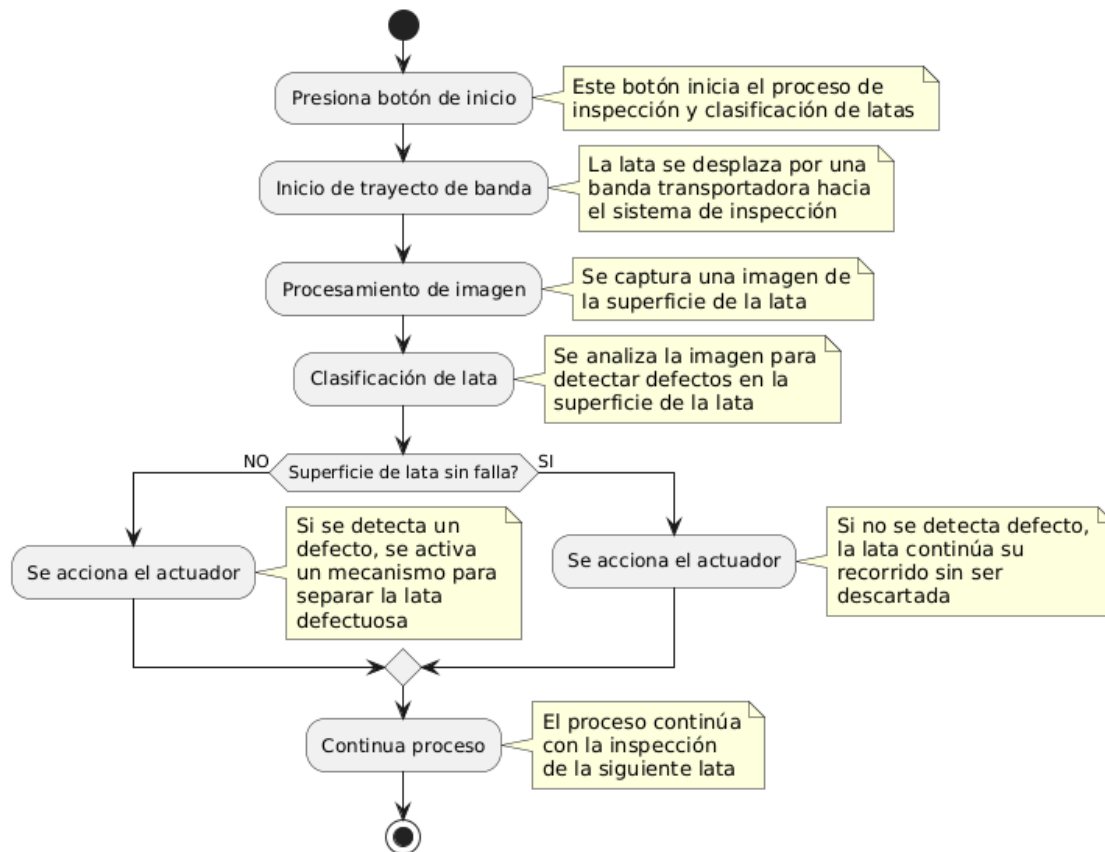 Presiona botón de inicio
Este botón inicia el proceso de
inspección y clasificación de latas
Inicio de trayecto de banda
La lata se desplaza por una
banda transportadora hacia
el sistema de inspección
Procesamiento de imagen
Se captura una imagen de
la superficie de la lata
Clasificación de lata
Se analiza la imagen para
detectar defectos en la
superficie de la lata
NO
Superficie de lata sin falla?
SI
Se acciona el actuador
Si se detecta un
defecto, se activa
un mecanismo para
separar la lata
defectuosa
Se acciona el actuador
Si no se detecta defecto,
la lata continúa su
recorrido sin ser
descartada
Continua proceso
El proceso continúa
con la inspección
de la siguiente lata